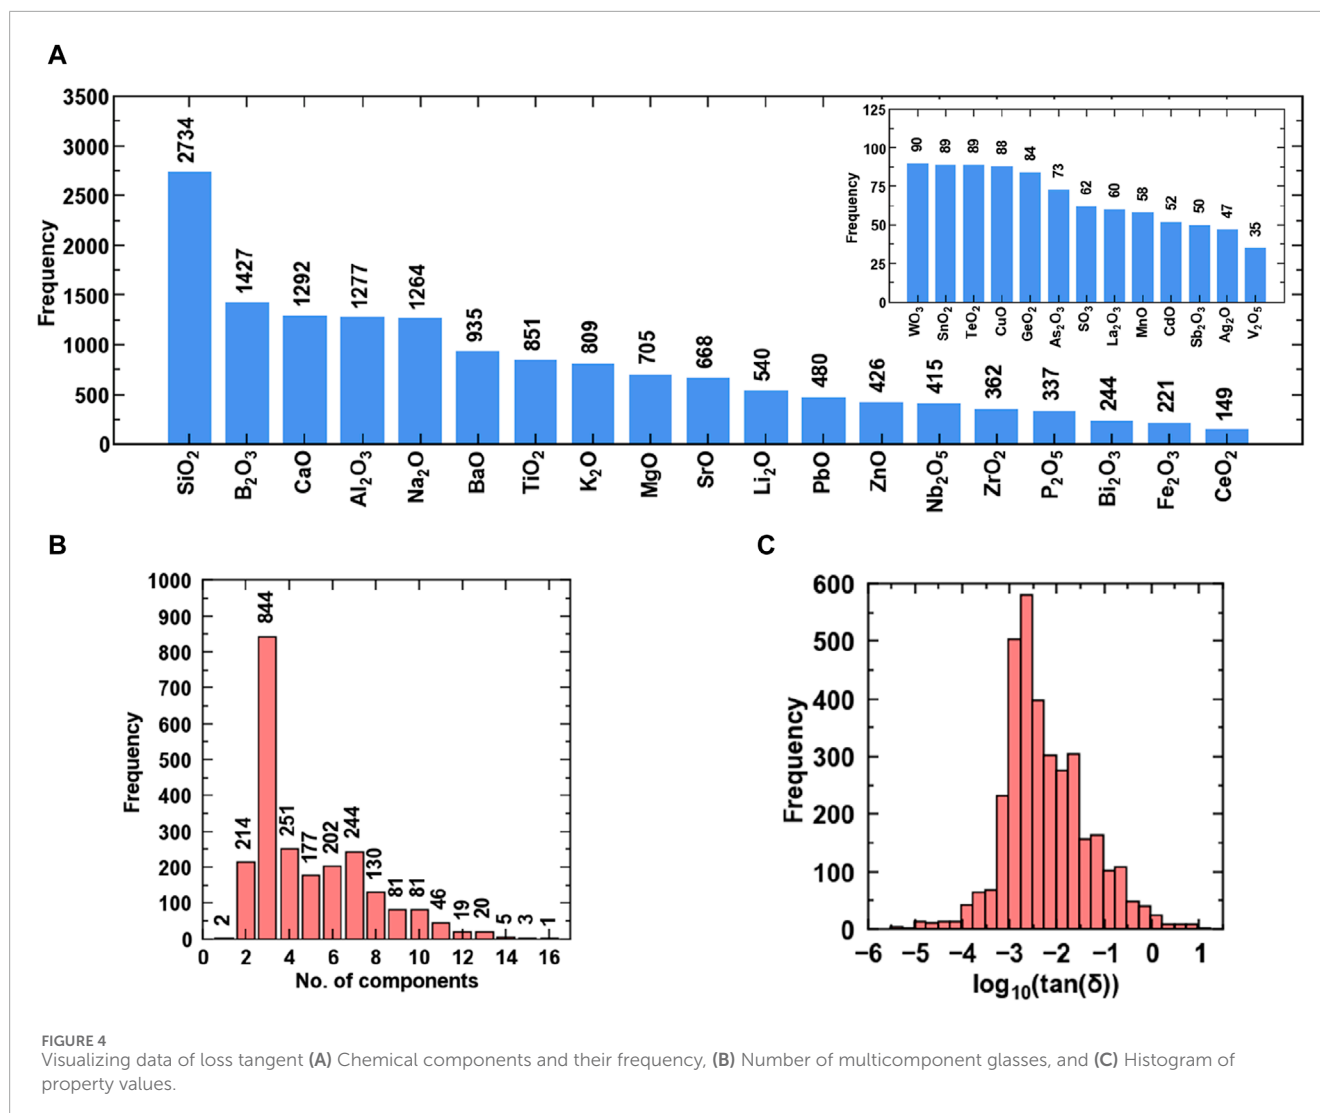 A
3500
3000
2500
2000
1500
1000
500
0
Frequency
2734
1427
1292
1277
1264
935
851
809
705
668
540
480
426
415
362
337
244
221
149
SiO2
B2O3
CaO
Al2O3
Na2O
BaO
TiO2
K2O
MgO
SrO
Li2O
PbO
ZnO
Nb2O5
ZrO2
P2O5
Bi2O3
Fe2O3
CeO2
125
100
75
50
25
0
Frequency
90
89
89
88
84
73
62
60
58
52
50
47
35
WO3
SnO2
TeO2
CuO
GeO2
As2O3
SO3
La2O3
MnO
CdO
Sb2O3
Ag2O
V2O5
B
1000
900
800
700
600
500
400
300
200
100
0
Frequency
2
214
844
251
177
202
244
130
81
81
46
19
20
5
3
1
0 2 4 6 8 10 12 14 16
No. of components
C
600
500
400
300
200
100
0
Frequency
−6 −5 −4 −3 −2 −1 0 1
log10(tan(δ))
FIGURE 4
Visualizing data of loss tangent (A) Chemical components and their frequency, (B) Number of multicomponent glasses, and (C) Histogram of
property values.